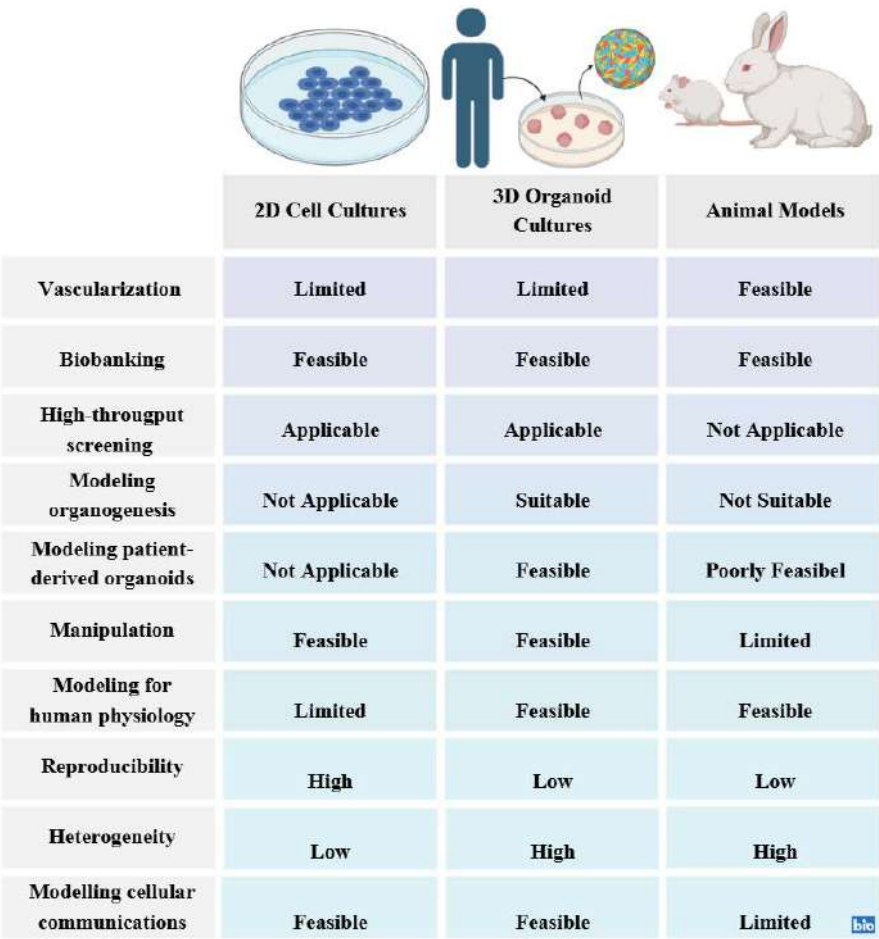 2D Cell Cultures
3D Organoid
Cultures
Animal Models
Vascularization
Limited
Limited
Feasible
Biobanking
Feasible
Feasible
Feasible
High-througput
screening
Applicable
Applicable
Not Applicable
Modeling
organogenesis
Not Applicable
Suitable
Not Suitable
Modeling patient-
derived organoids
Not Applicable
Feasible
Poorly Feasibel
Manipulation
Feasible
Feasible
Limited
Modeling for
human physiology
Limited
Feasible
Feasible
Reproducibility
High
Low
Low
Heterogeneity
Low
High
High
Modelling cellular
communications
Feasible
Feasible
Limited
bio